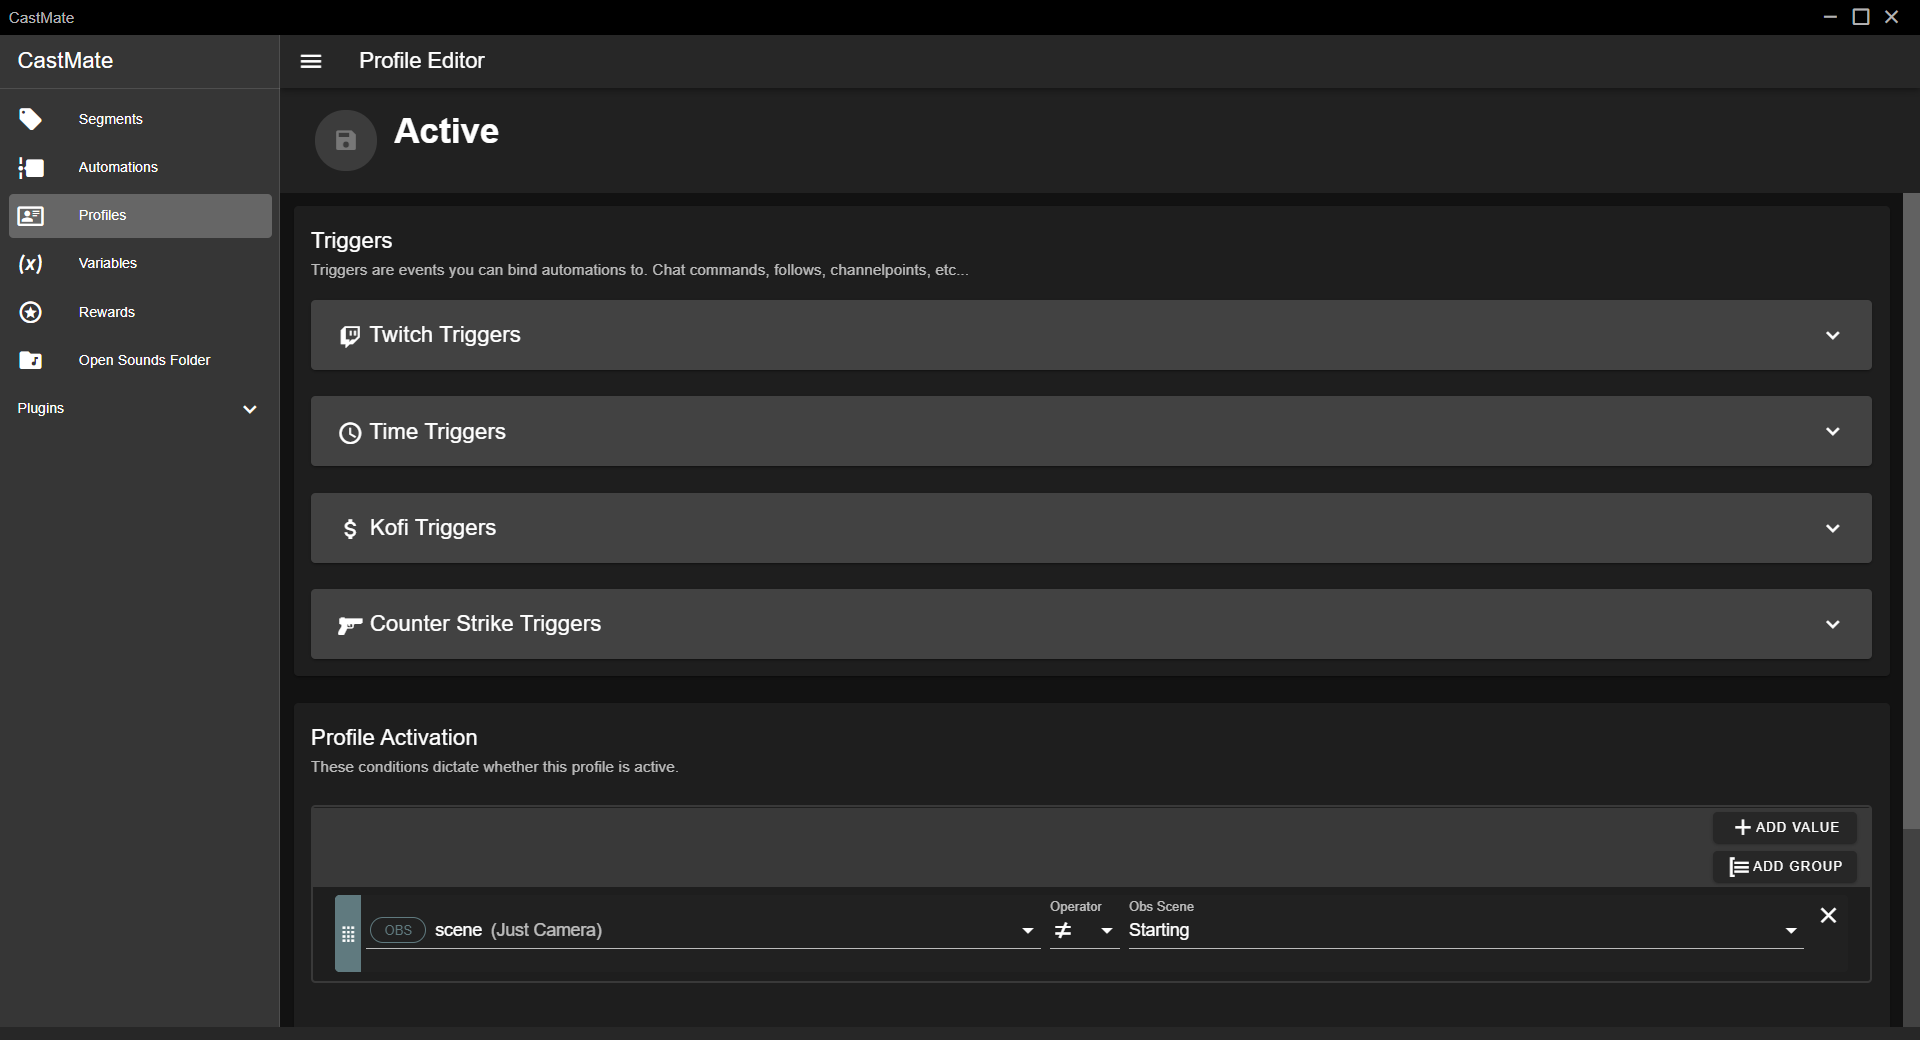 CastMate
CastMate
Profile Editor
Segments
Automations
Profiles
(x) Variables
Rewards
Open Sounds Folder
Plugins
Active
Triggers
Triggers are events you can bind automations to. Chat commands, follows, channelpoints, etc...
Twitch Triggers
Time Triggers
$ Kofi Triggers
Counter Strike Triggers
Profile Activation
These conditions dictate whether this profile is active.
+ ADD VALUE
ADD GROUP
OBS scene (Just Camera)
Operator
≠
Obs Scene
Starting